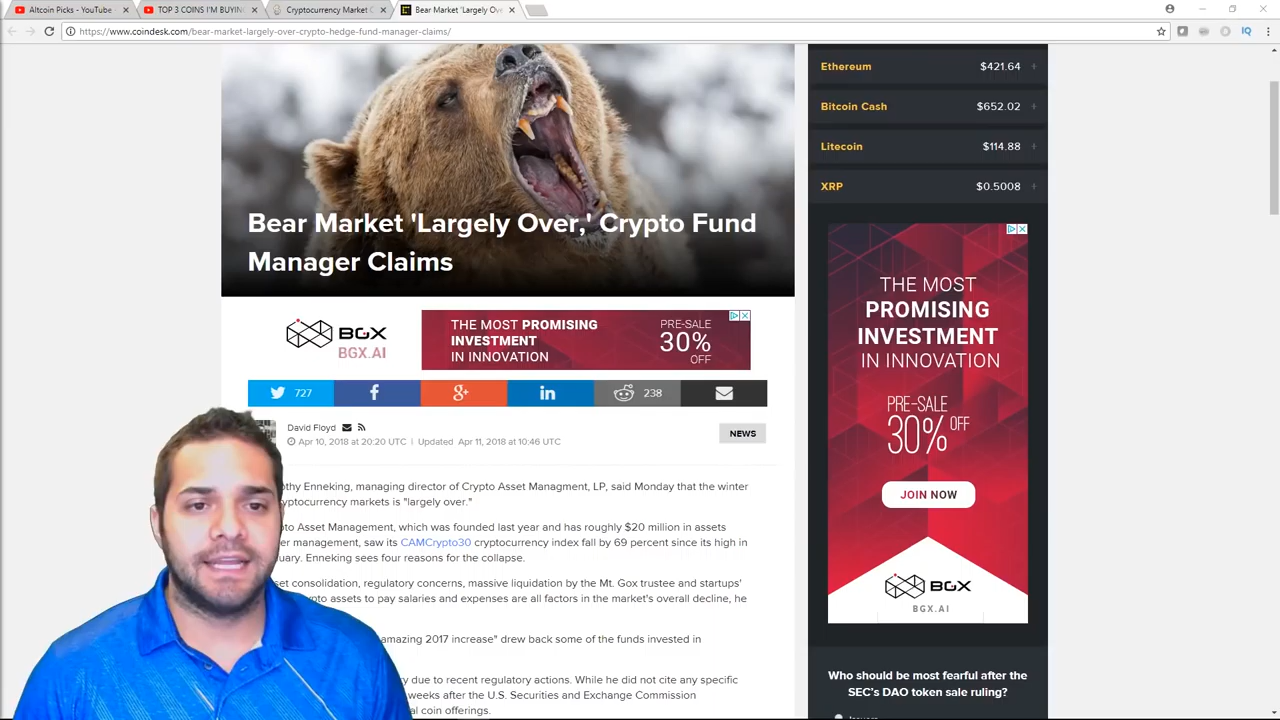 Altcoin Picks - YouTube
TOP 3 COINS I'M BUYIN
Cryptocurrency Market C
Bear Market 'Largely Ov
https://www.coindesk.com/bear-market-largely-over-crypto-hedge-fund-manager-claims/
Bear Market 'Largely Over,' Crypto Fund
Manager Claims
BGX
BGX.AI
THE MOST PROMISING
INVESTMENT
IN INNOVATION
PRE-SALE
30%
OFF
727
238
David Floyd
Apr 10, 2018 at 20:20 UTC | Updated Apr 11, 2018 at 10:46 UTC
NEWS
othy Enneking, managing director of Crypto Asset Managment, LP, said Monday that the winter
yptocurrency markets is "largely over."
pto Asset Management, which was founded last year and has roughly $20 million in assets
er management, saw its CAMCrypto30 cryptocurrency index fall by 69 percent since its high in
uary. Enneking sees four reasons for the collapse.
et consolidation, regulatory concerns, massive liquidation by the Mt. Gox trustee and startups'
ypto assets to pay salaries and expenses are all factors in the market's overall decline, he
amazing 2017 increase" drew back some of the funds invested in
y due to recent regulatory actions. While he did not cite any specific
weeks after the U.S. Securities and Exchange Commission
al coin offerings.
Ethereum $421.64
Bitcoin Cash $652.02
Litecoin $114.88
XRP $0.5008
THE MOST
PROMISING
INVESTMENT
IN INNOVATION
PRE-SALE
30% OFF
JOIN NOW
BGX
BGX.AI
Who should be most fearful after the
SEC's DAO token sale ruling?